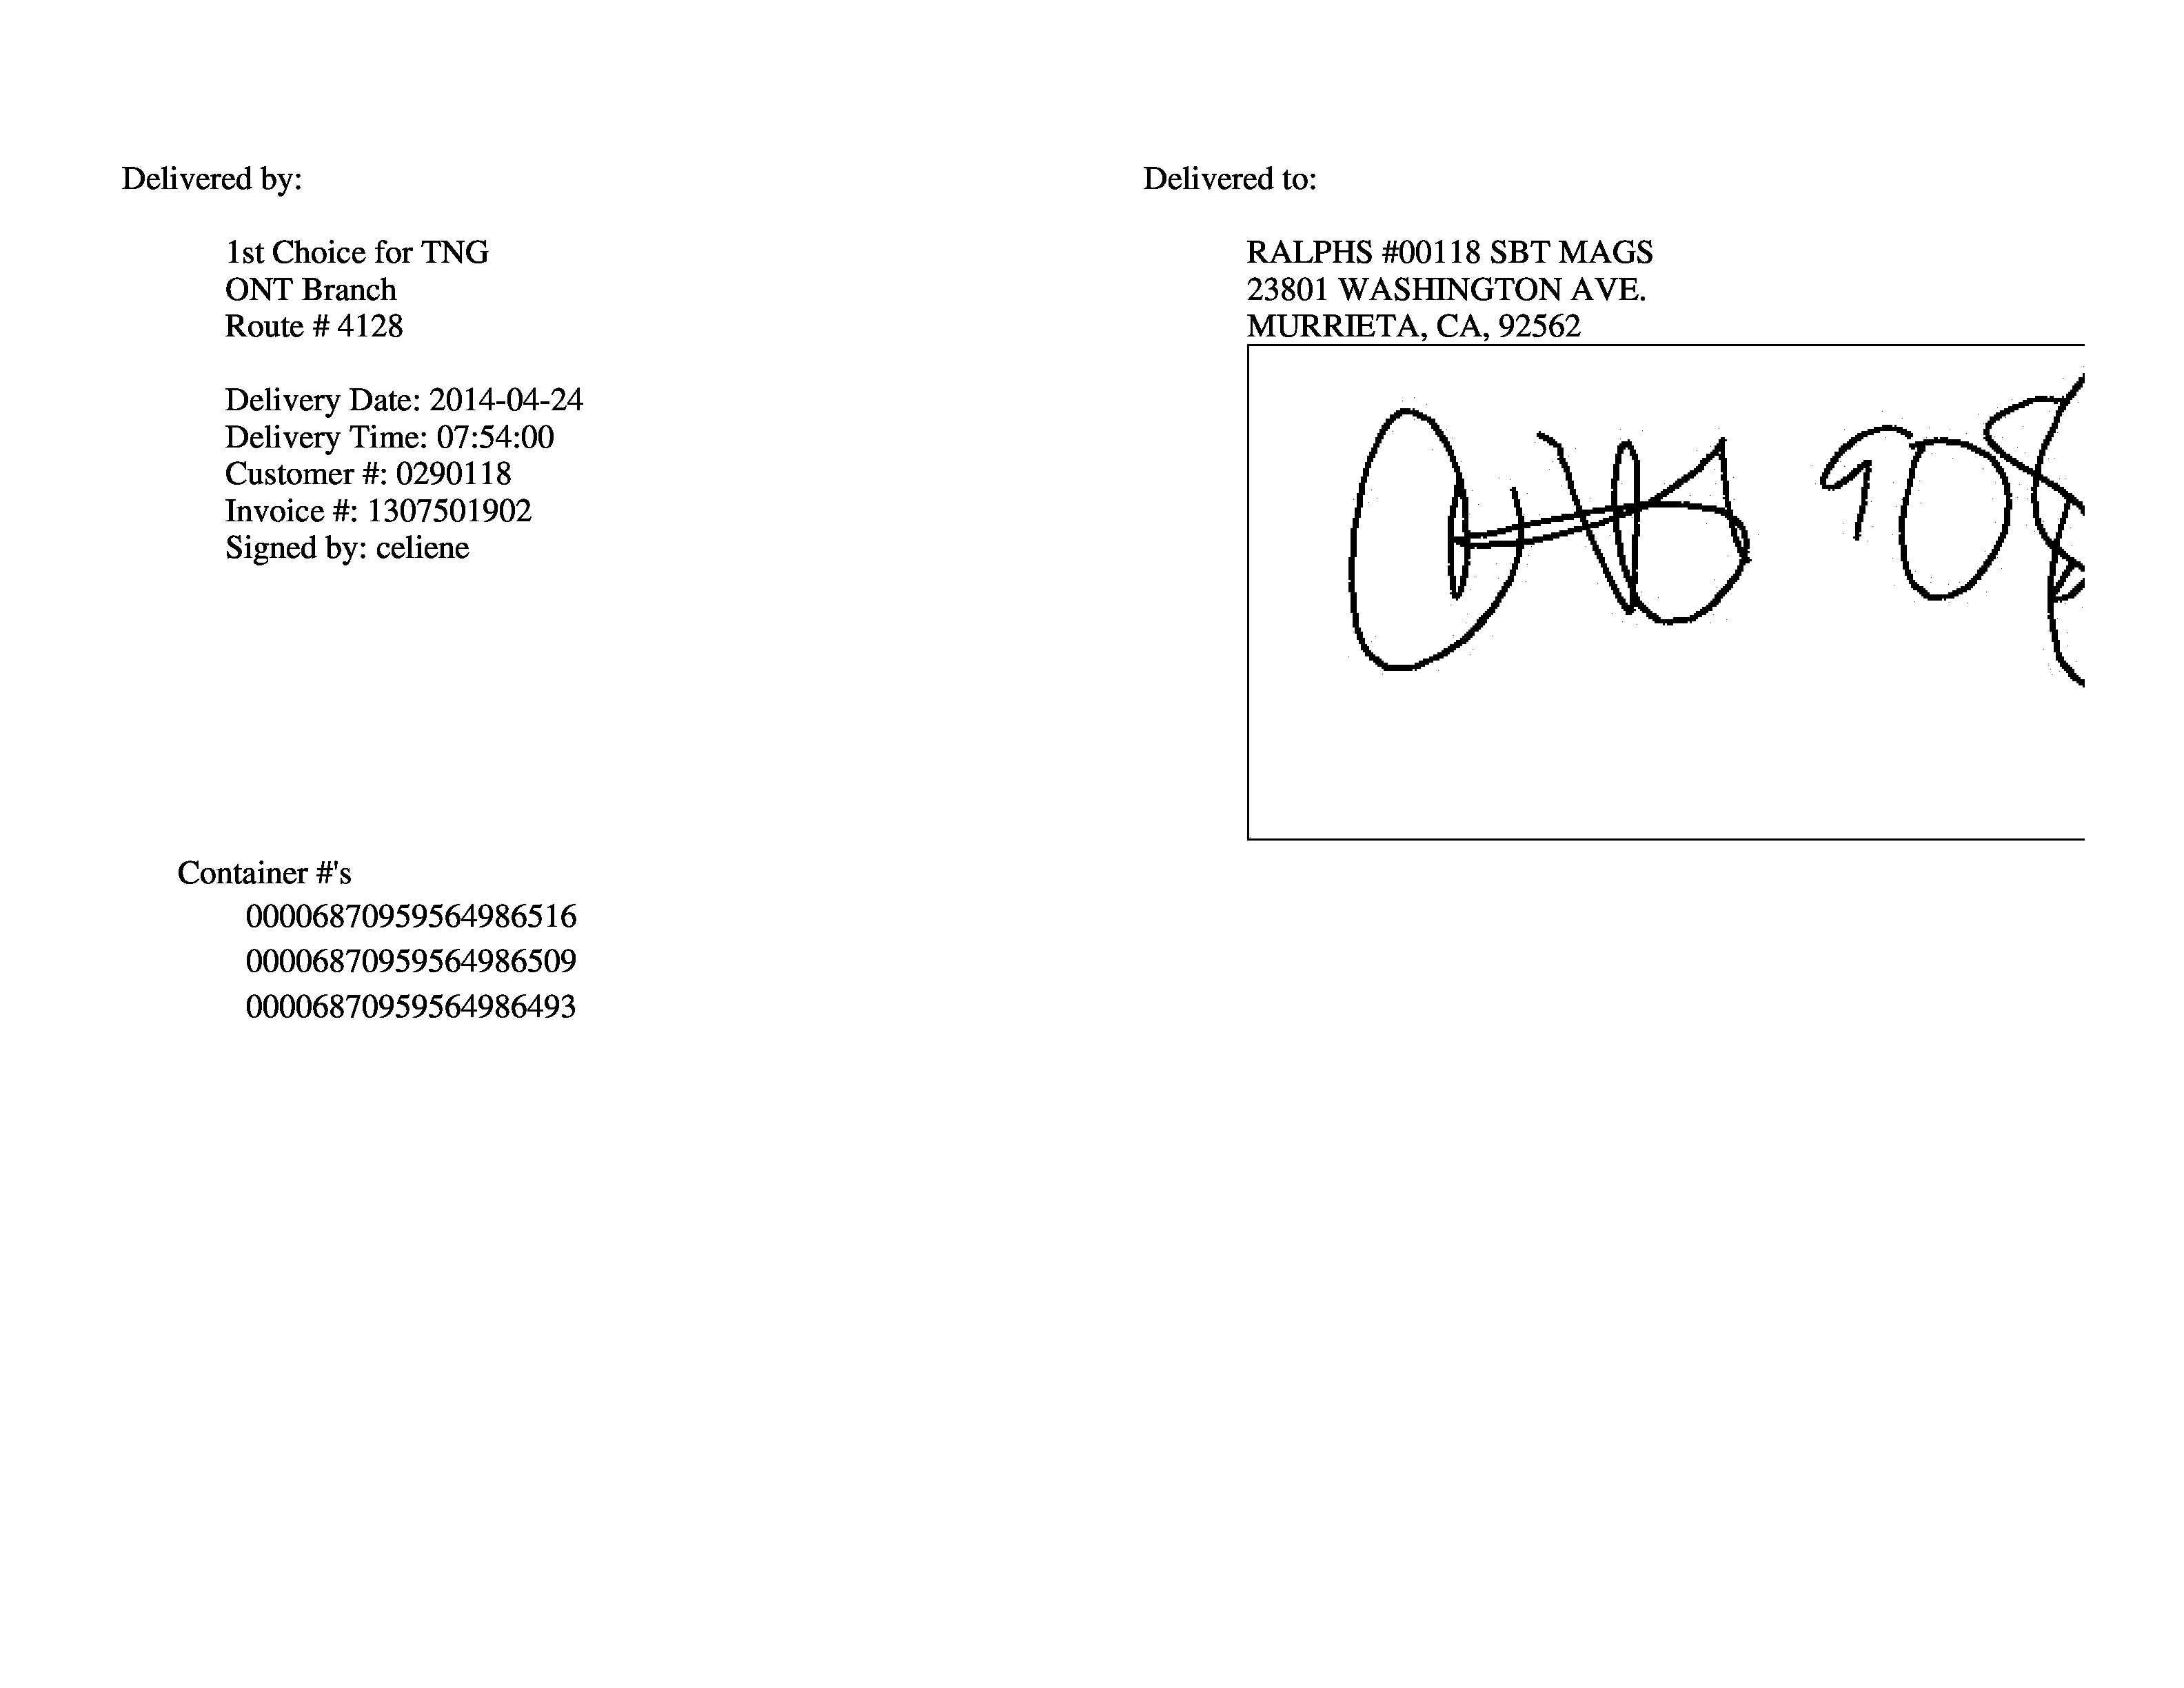 Delivered by:
1st Choice for TNG
ONT Branch
Route # 4128
Delivery Date: 2014-04-24
Delivery Time: 07:54:00
Customer #: 0290118
Invoice #: 1307501902
Signed by: celiene
Delivered to:
RALPHS #00118 SBT MAGS
23801 WASHINGTON AVE.
MURRIETA, CA, 92562
Container #'s
00006870959564986516
00006870959564986509
00006870959564986493